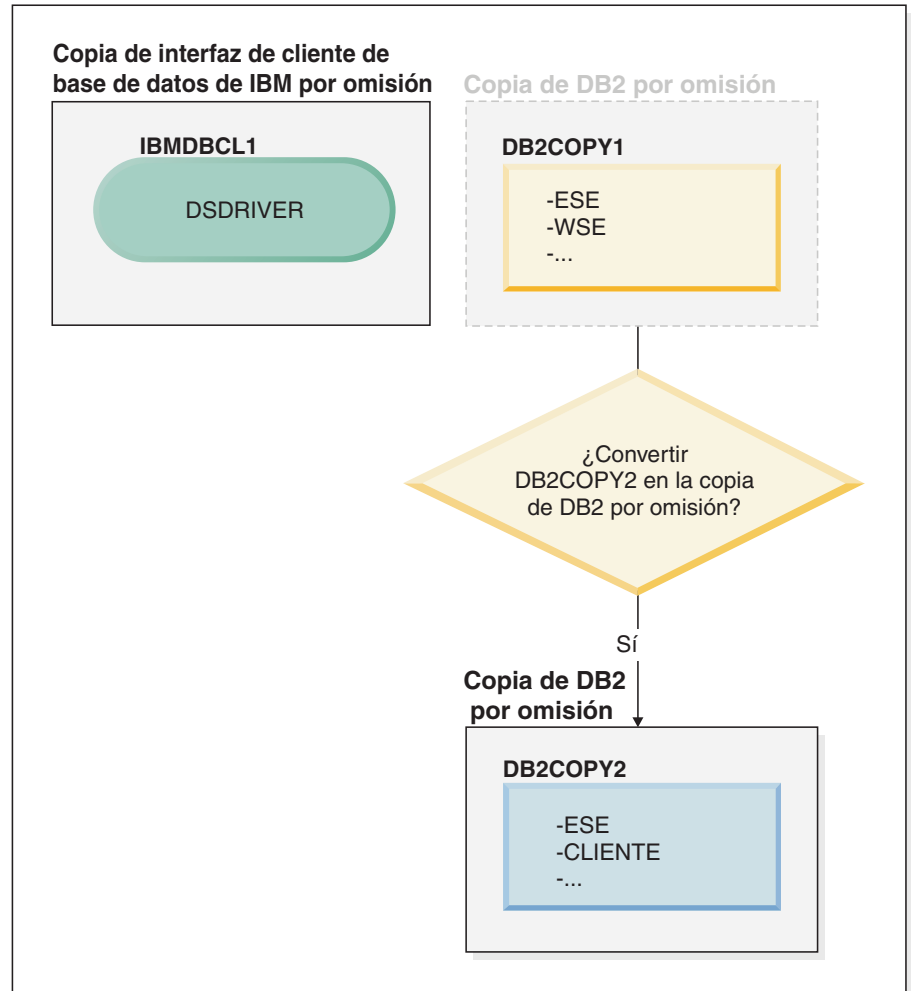 Copia de interfaz de cliente de
base de datos de IBM por omisión
IBMDBCL1
DSDRIVER
Copia de DB2 por omisión
DB2COPY1
-ESE
-WSE
-...
¿Convertir
DB2COPY2 en la copia
de DB2 por omisión?
Sí
Copia de DB2
por omisión
DB2COPY2
-ESE
-CLIENTE
-...